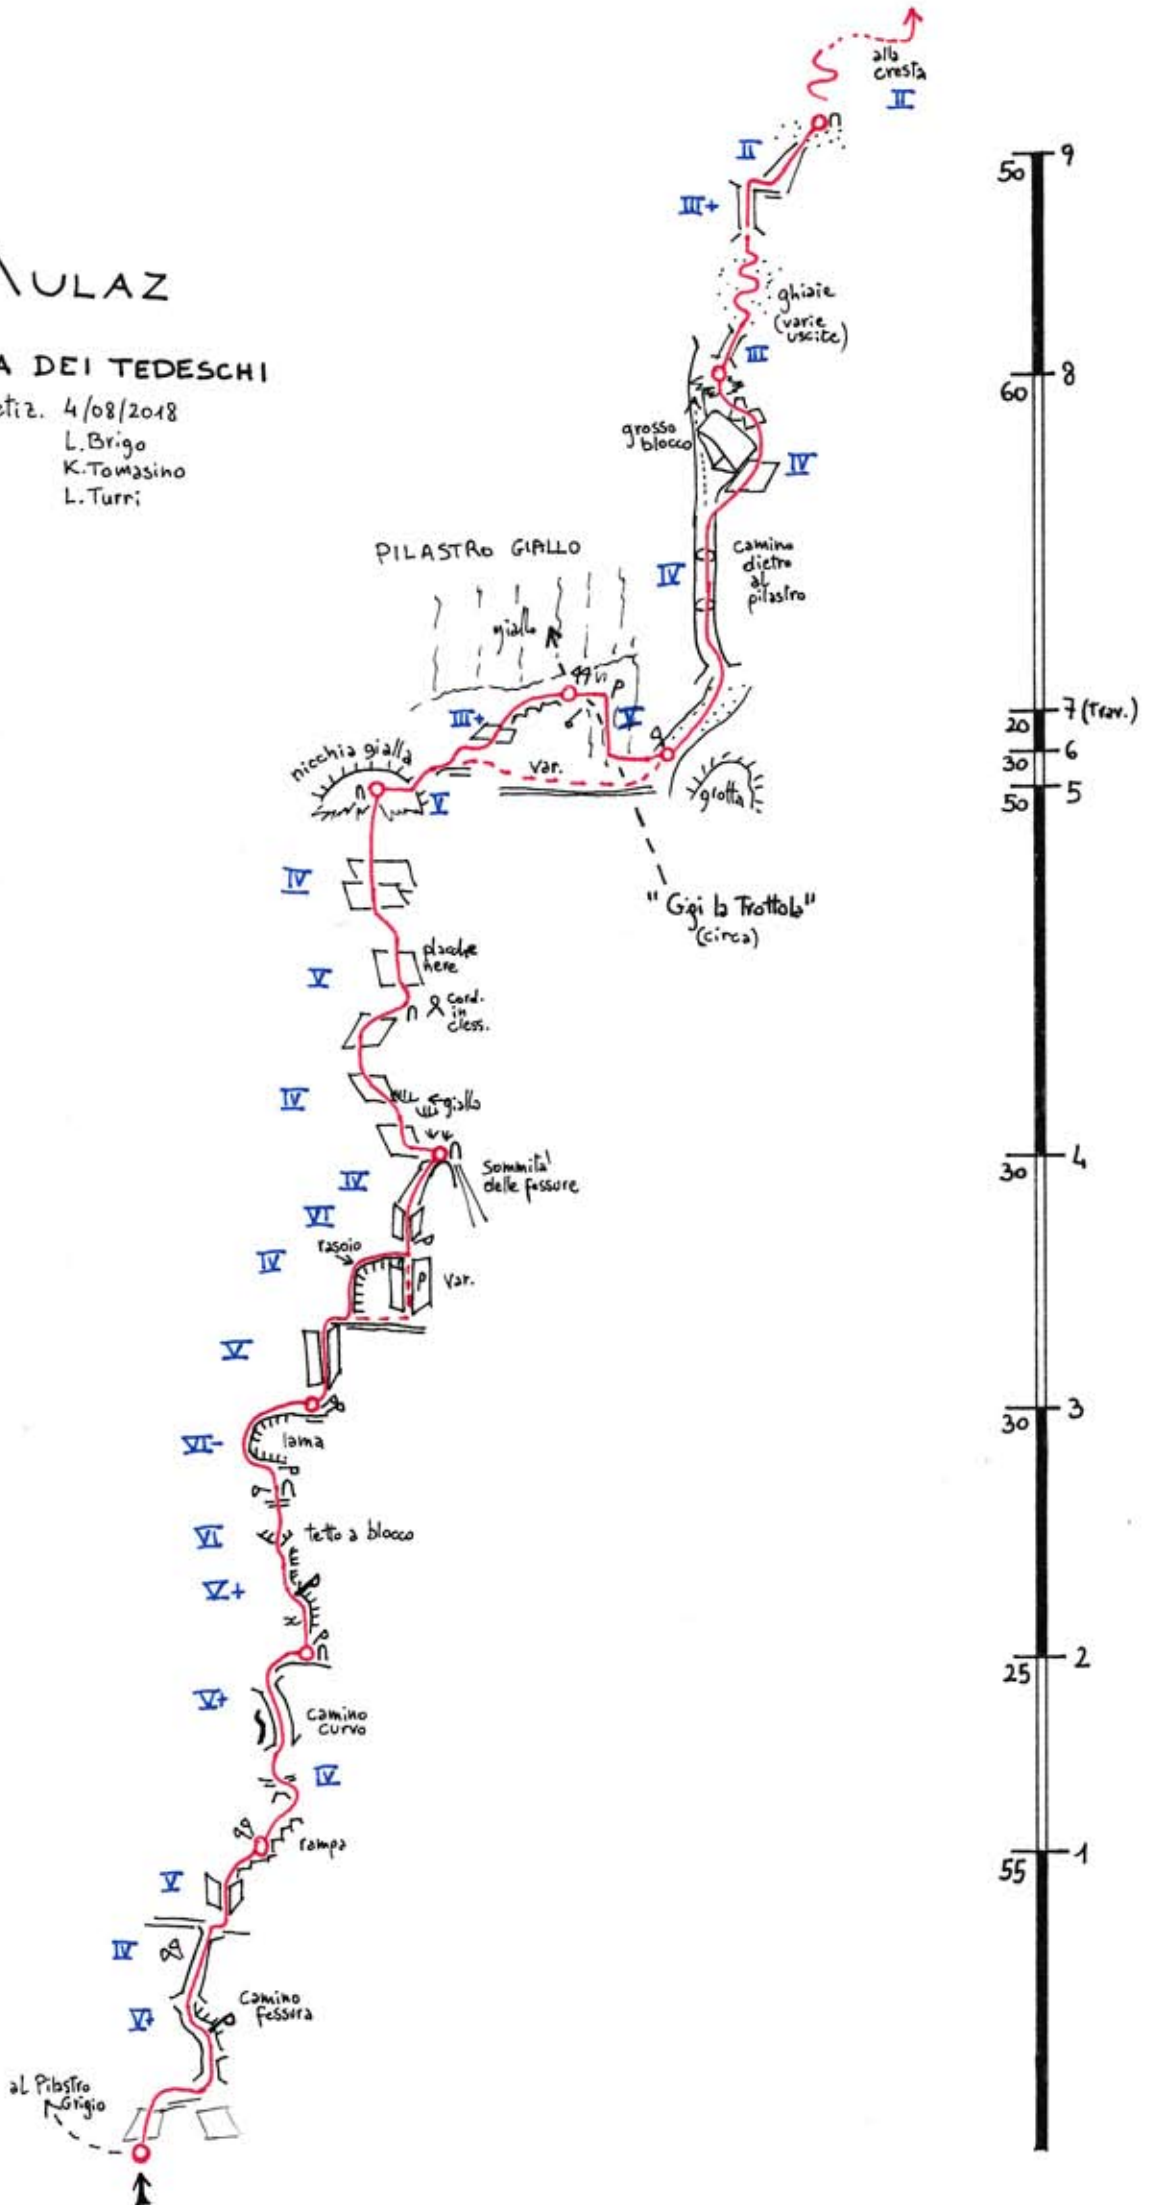 alla
cresta
II
n
II
9
50
III+
ghiaie
(varie
uscite)
III
8
60
ULAZ
A DEI TEDESCHI
etiz. 4/08/2018
L. Brigo
K. Tomasino
L. Turri
grosso
blocco
IV
PILASTRO GIALLO
camino
dietro
al
pilastro
IV
giallo
III+
V
7 (Trav.)
20
6
30
5
50
nicchia gialla
n
V
var.
grotta
"Gigi la Trottola"
(circa)
IV
placche
nere
V
n
cord.
in
cless.
IV
giallo
n
4
30
Sommita'
delle fessure
IV
VI
rasoio
IV
Var.
V
3
30
lama
VI-
VI
tetto a blocco
V+
n
2
25
V+
camino
curvo
IV
rampa
1
55
V
IV
Camino
fessura
V+
al Pilastro
Grigio